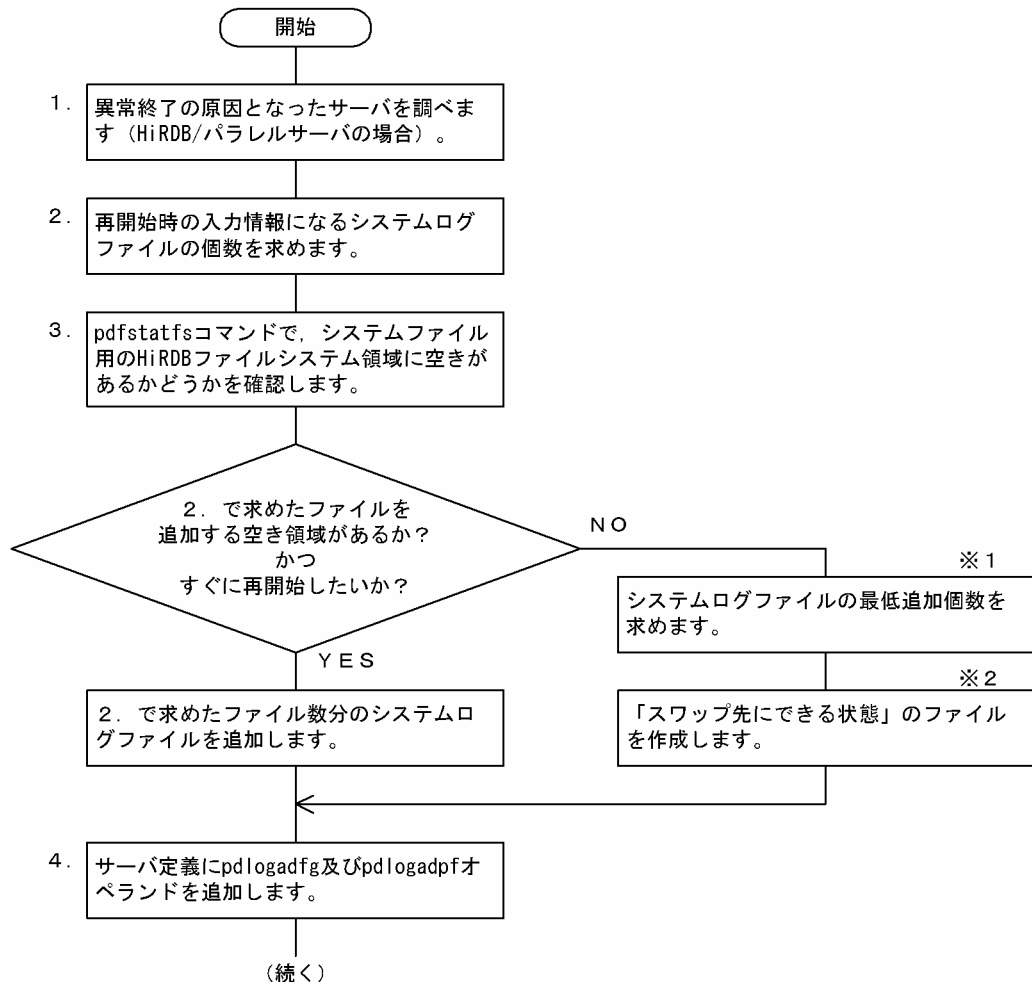 開始
1. 異常終了の原因となったサーバを調べま
す（HiRDB/パラレルサーバの場合）。
2. 再開始時の入力情報になるシステムログ
ファイルの個数を求めます。
3. pdfstatfsコマンドで，システムファイル
用のHiRDBファイルシステム領域に空きが
あるかどうかを確認します。
2．で求めたファイルを
追加する空き領域があるか？
かつ
すぐに再開始したいか？
NO
※1
システムログファイルの最低追加個数を
求めます。
YES
※2
2．で求めたファイル数分のシステムロ
グファイルを追加します。
「スワップ先にできる状態」のファイル
を作成します。
4. サーバ定義にpdlogadfg及びpdlogadpfオ
ペランドを追加します。
（続く）